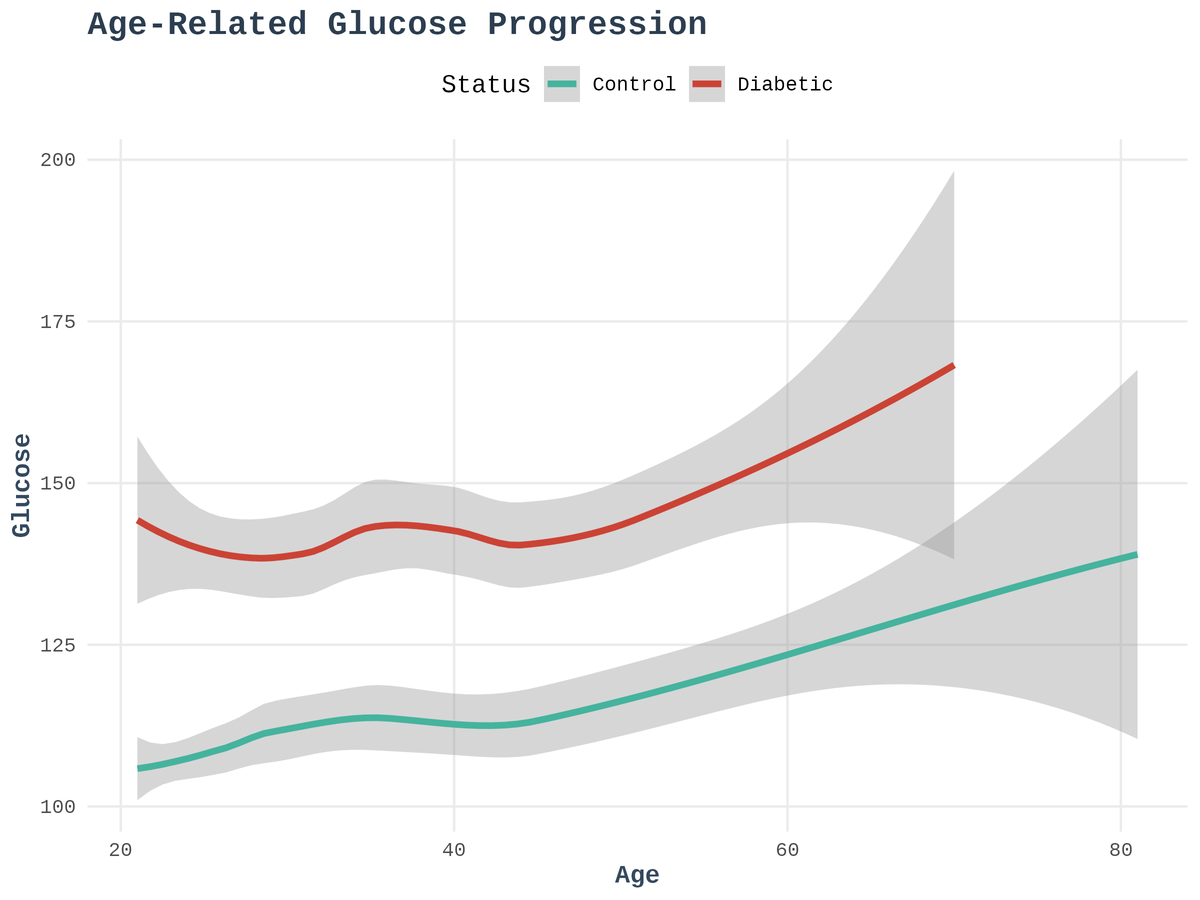 Age-Related Glucose Progression
Status Control Diabetic
200
175
150
125
100
Glucose
20 40 60 80
Age